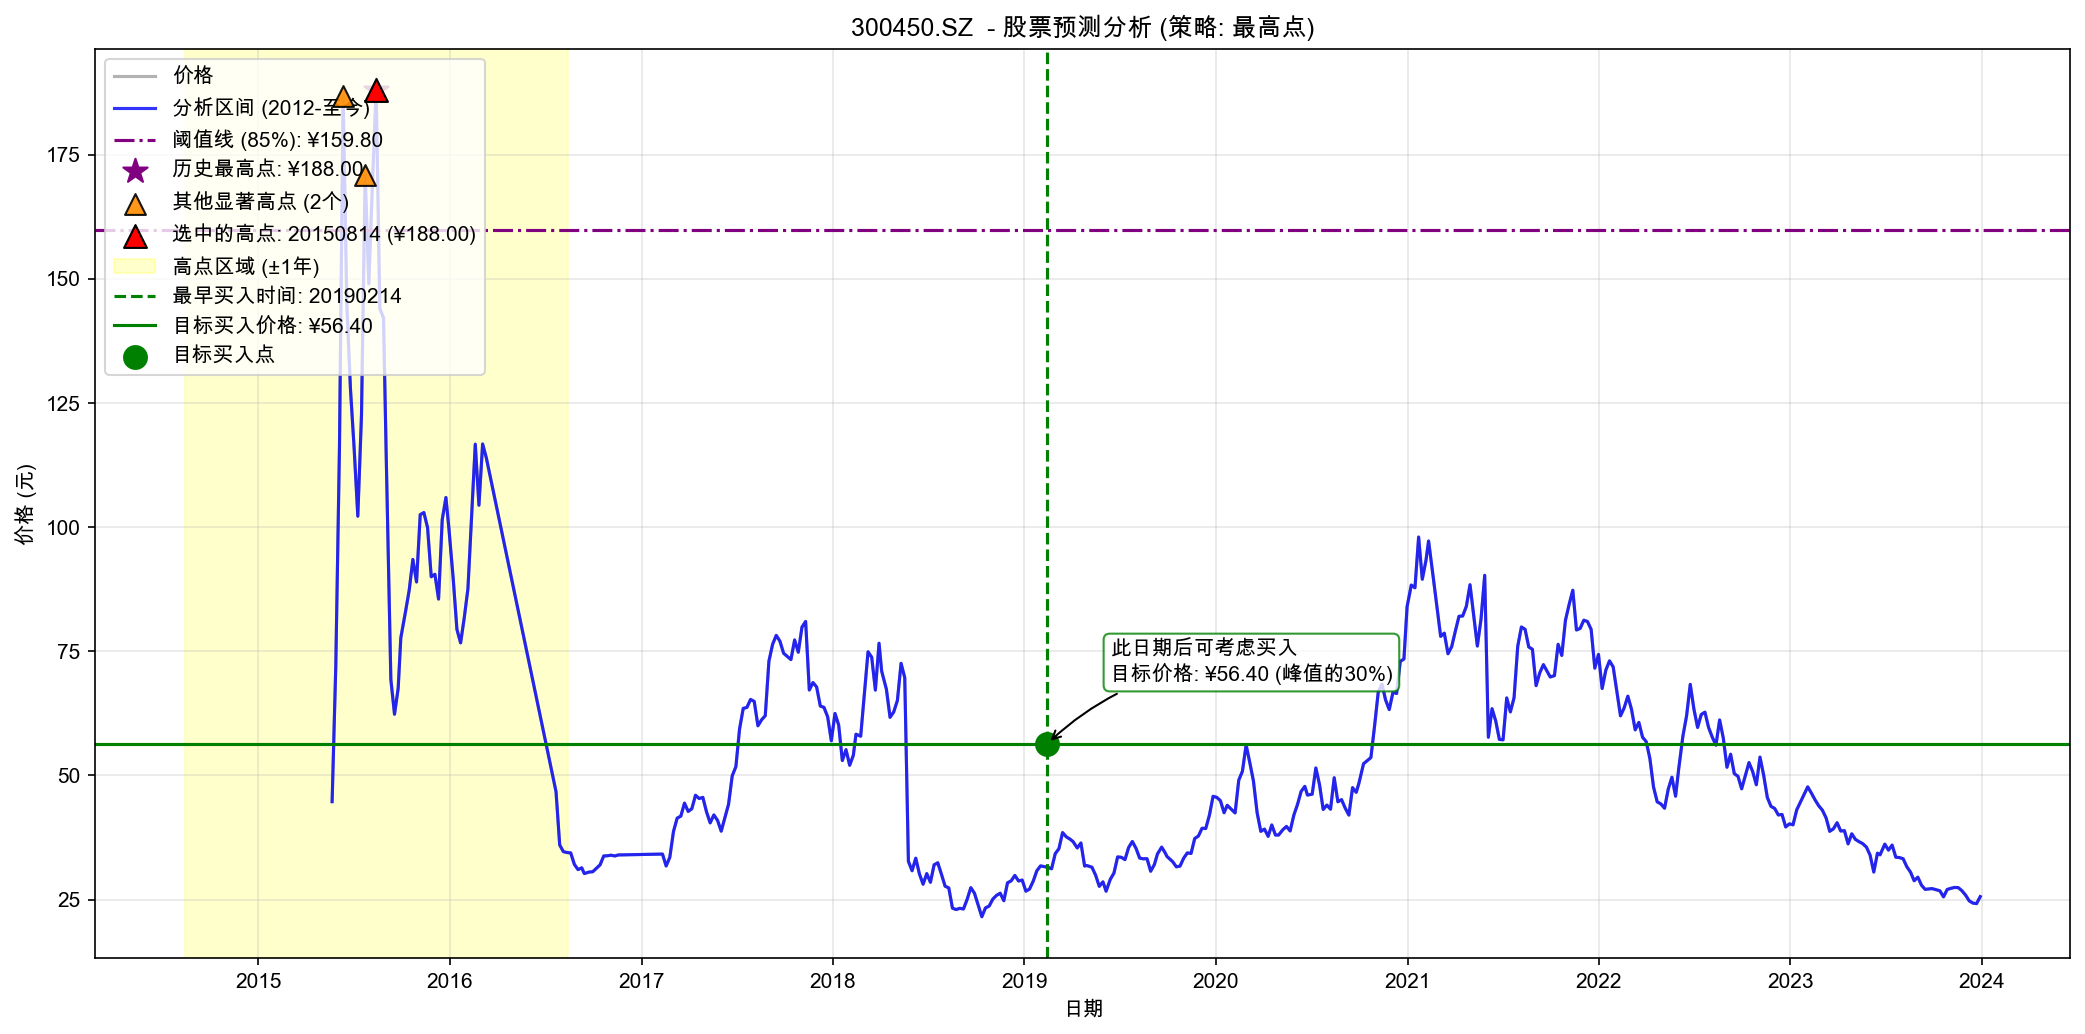 300450.SZ  - 股票预测分析 (策略: 最高点)
价格
分析区间 (2012-至今)
阈值线 (85%): ¥159.80
历史最高点: ¥188.00
其他显著高点 (2个)
选中的高点: 20150814 (¥188.00)
高点区域 (±1年)
最早买入时间: 20190214
目标买入价格: ¥56.40
目标买入点
175
150
125
100
75
50
25
价格 (元)
此日期后可考虑买入
目标价格: ¥56.40 (峰值的30%)
2015
2016
2017
2018
2019
2020
2021
2022
2023
2024
日期